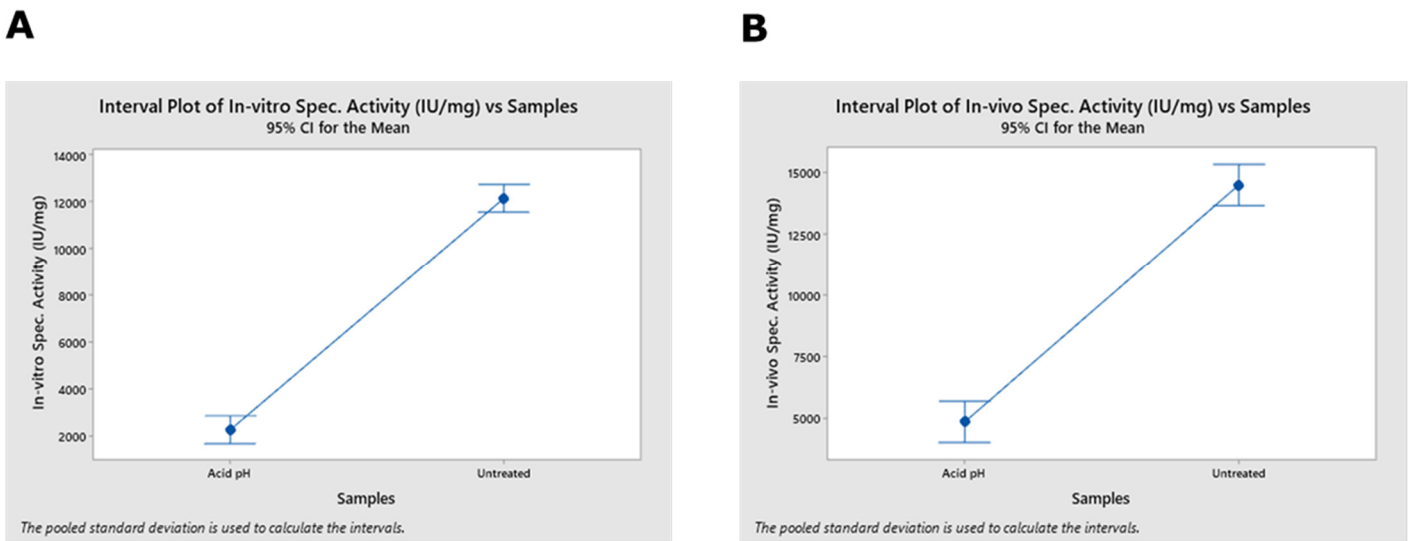 A
Interval Plot of In-vitro Spec. Activity (IU/mg) vs Samples
95% CI for the Mean
In-vitro Spec. Activity (IU/mg)
14000
12000
10000
8000
6000
4000
2000
Acid pH
Untreated
Samples
The pooled standard deviation is used to calculate the intervals.
B
Interval Plot of In-vivo Spec. Activity (IU/mg) vs Samples
95% CI for the Mean
In-vivo Spec. Activity (IU/mg)
15000
12500
10000
7500
5000
Acid pH
Untreated
Samples
The pooled standard deviation is used to calculate the intervals.